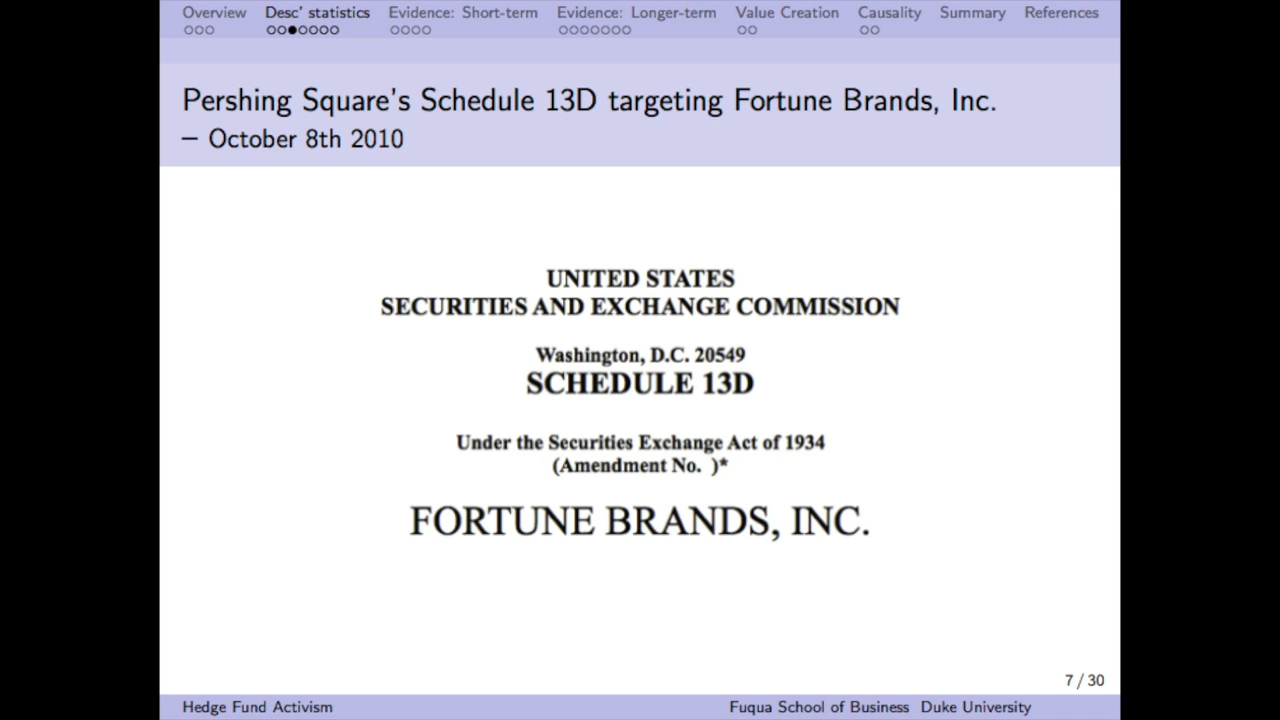 Overview Desc' statistics Evidence: Short-term Evidence: Longer-term Value Creation Causality Summary References
Pershing Square's Schedule 13D targeting Fortune Brands, Inc.
– October 8th 2010
UNITED STATES
SECURITIES AND EXCHANGE COMMISSION
Washington, D.C. 20549
SCHEDULE 13D
Under the Securities Exchange Act of 1934
(Amendment No. )*
FORTUNE BRANDS, INC.
7 / 30
Hedge Fund Activism Fuqua School of Business Duke University